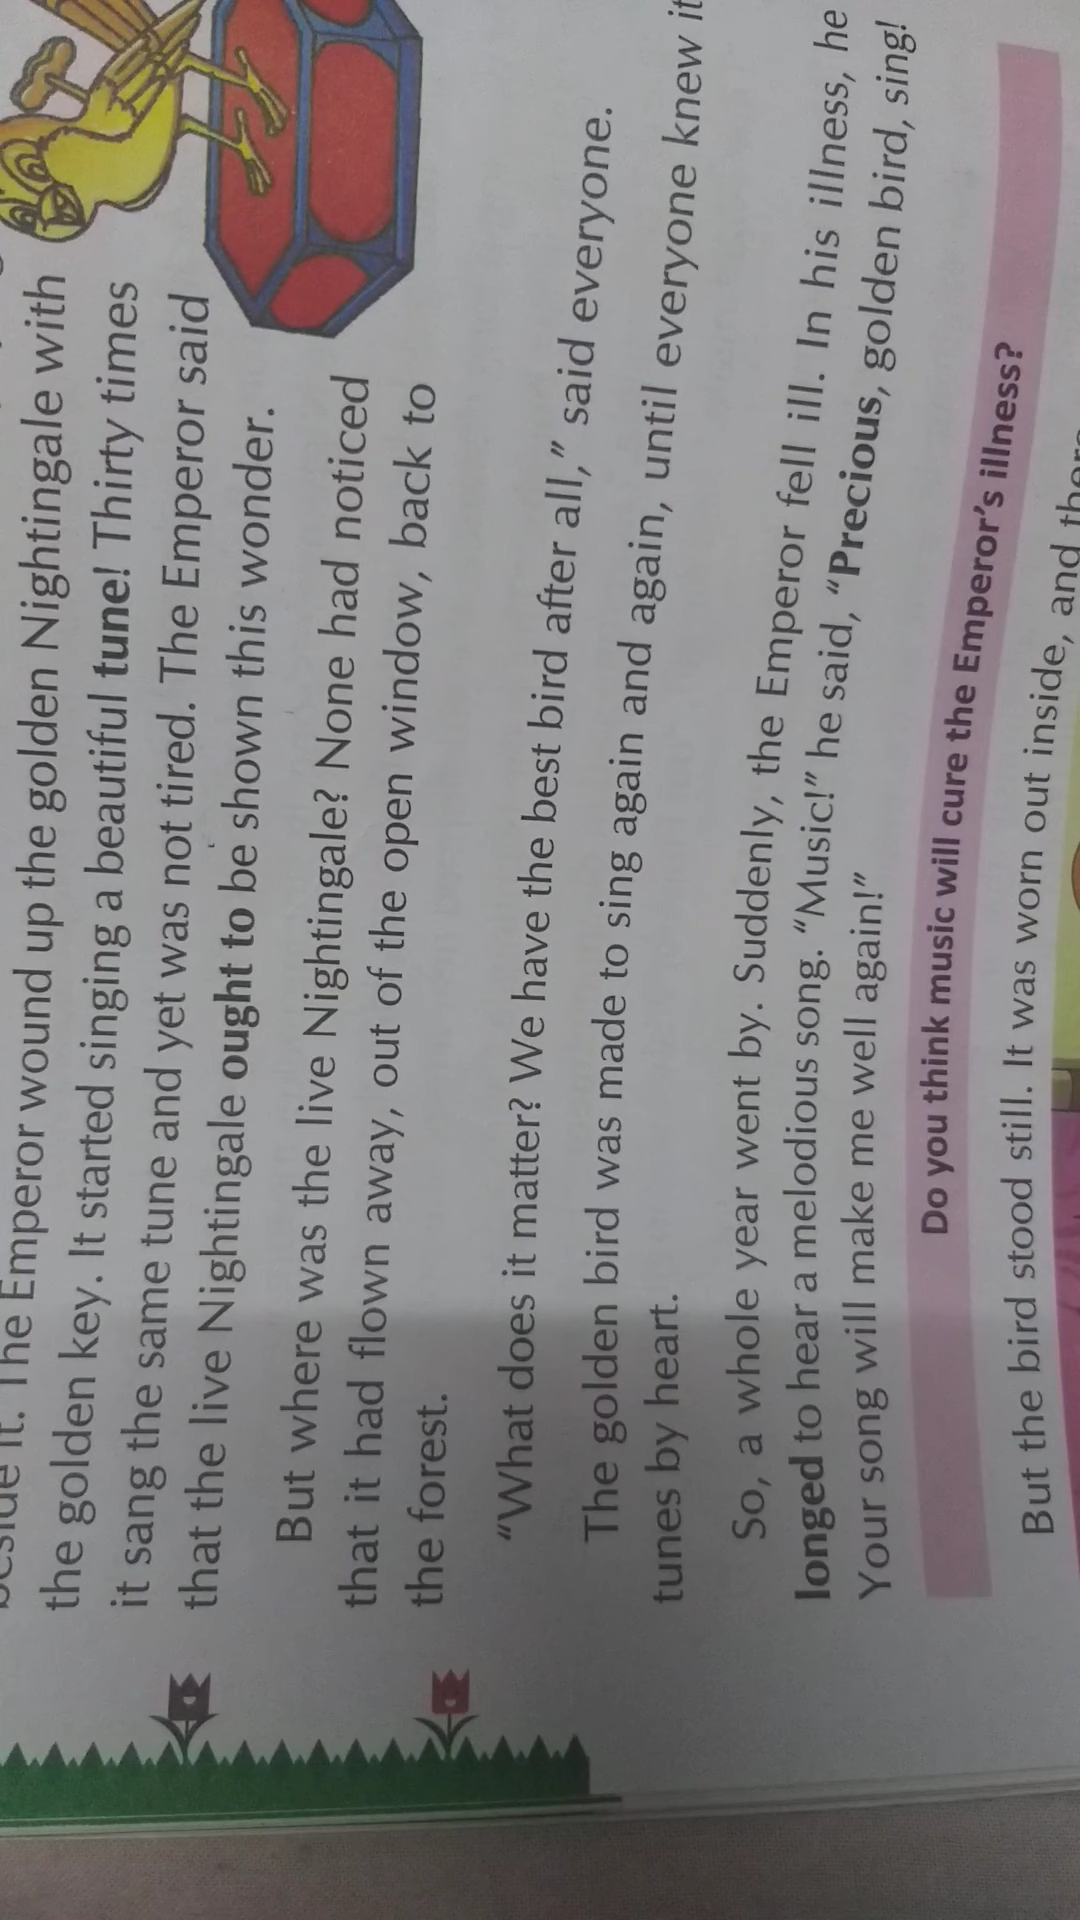 beside it. The Emperor wound up the golden Nightingale with
the golden key. It started singing a beautiful tune! Thirty times
it sang the same tune and yet was not tired. The Emperor said
that the live Nightingale ought to be shown this wonder.
But where was the live Nightingale? None had noticed
that it had flown away, out of the open window, back to
the forest.
“What does it matter? We have the best bird after all,” said everyone.
The golden bird was made to sing again and again, until everyone knew it
tunes by heart.
So, a whole year went by. Suddenly, the Emperor fell ill. In his illness, he
longed to hear a melodious song. “Music!” he said, “Precious, golden bird, sing!
Your song will make me well again!”
Do you think music will cure the Emperor’s illness?
But the bird stood still. It was worn out inside, and